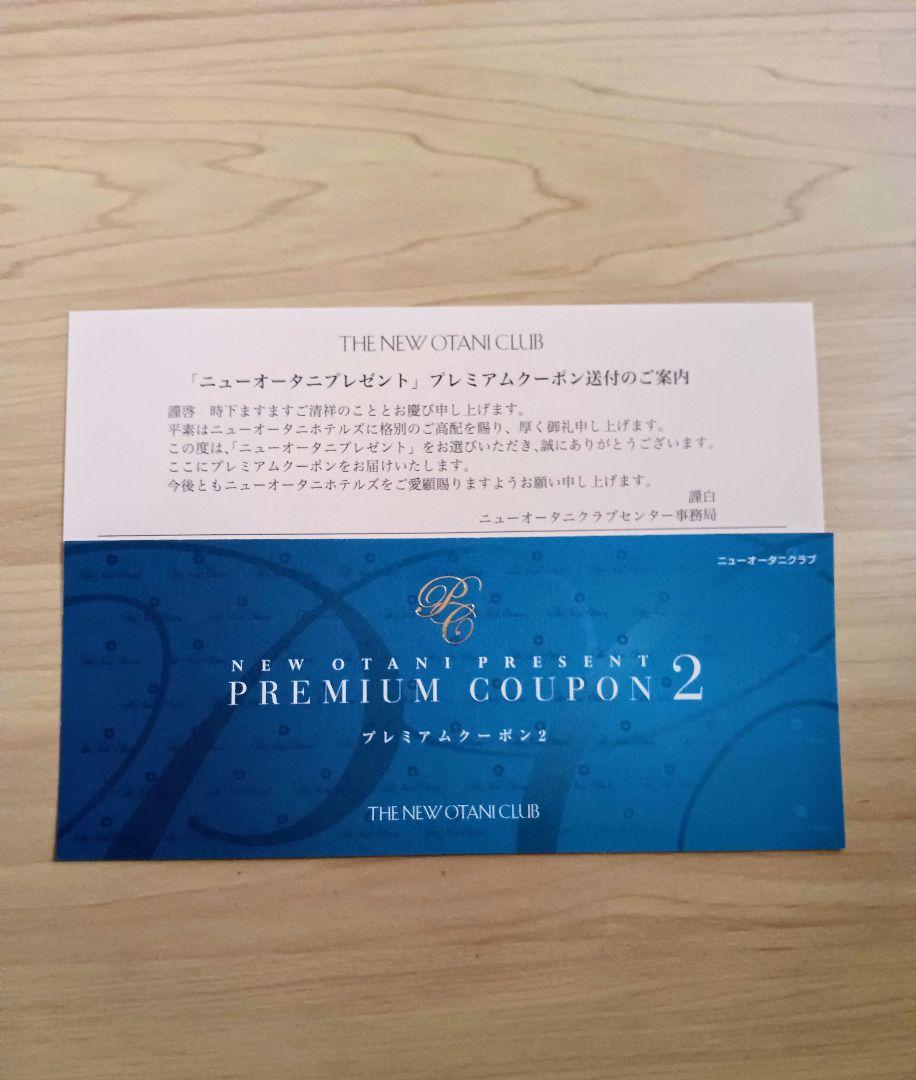 THE NEW OTANI CLUB
「ニューオータニプレゼント」プレミアムクーポン送付のご案内
謹啓　時下ますますご清祥のこととお慶び申し上げます。
平素はニューオータニホテルズに格別のご高配を賜り、厚く御礼申し上げます。
この度は、「ニューオータニプレゼント」をお選びいただき、誠にありがとうございます。
ここにプレミアムクーポンをお届けいたします。
今後ともニューオータニホテルズをご愛顧賜りますようお願い申し上げます。
謹白
ニューオータニクラブセンター事務局
ニューオータニクラブ
PC
NEW OTANI PRESENT
PREMIUM COUPON 2
プレミアムクーポン2
THE NEW OTANI CLUB